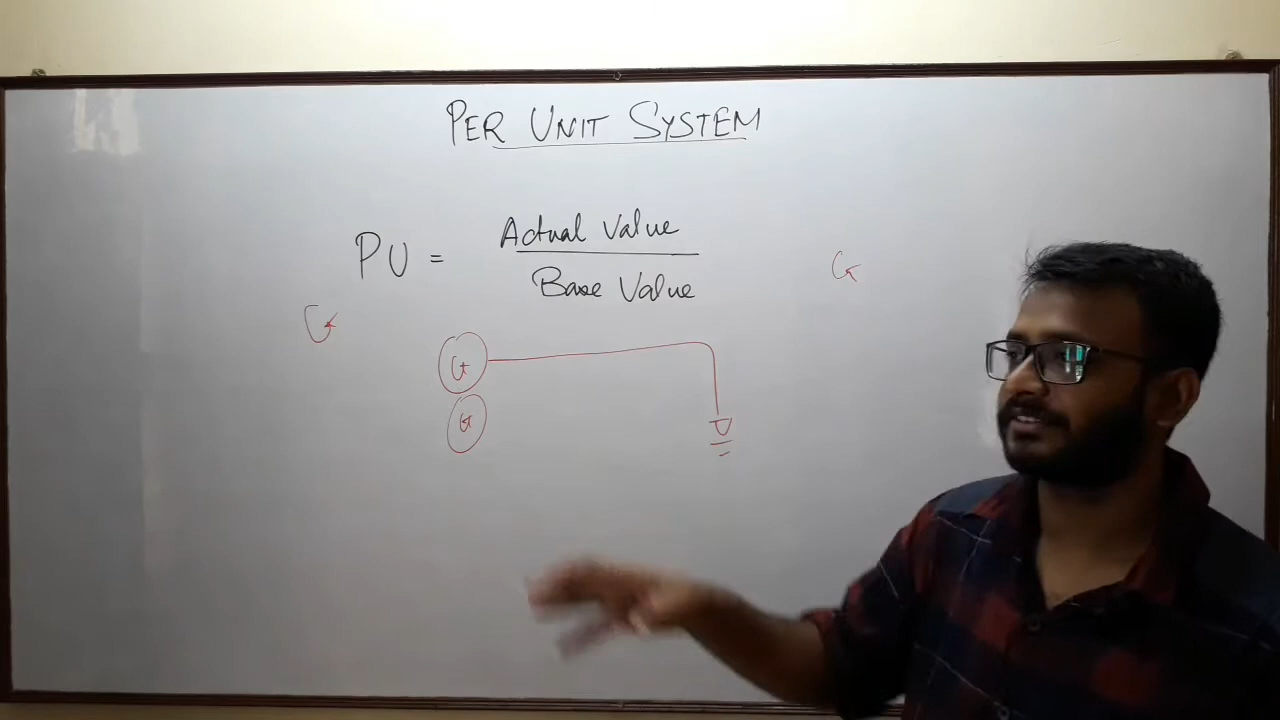 PER UNIT SYSTEM
PU = Actual Value
Base Value
G
G
G
G